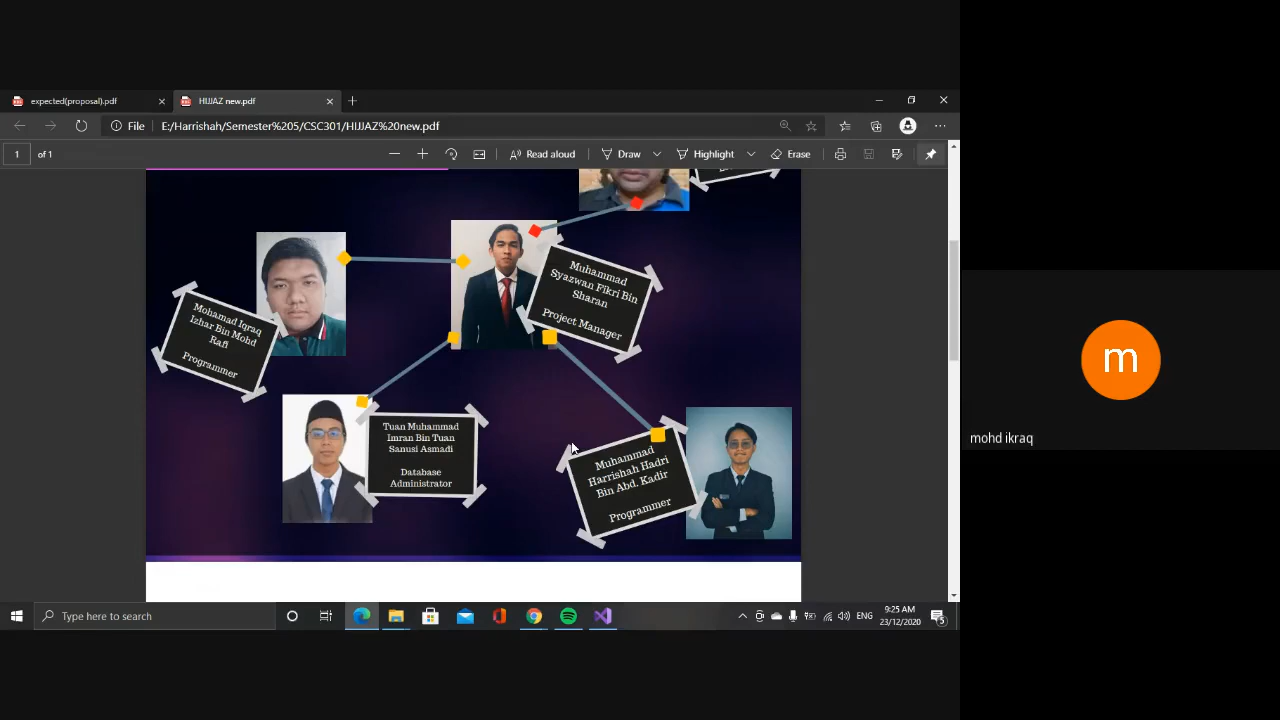 expected(proposal).pdf
HIJJAZ new.pdf
File
E:/Harrishah/Semester%205/CSC301/HIJJAZ%20new.pdf
1 of 1
Read aloud
Draw
Highlight
Erase
Muhammad
Syazwan Fikri Bin
Sharan
Project Manager
Mohamad Iqraq
Izhar Bin Mohd
Rafi
Programmer
Tuan Muhammad
Imran Bin Tuan
Sanusi Asmadi
Database
Administrator
Muhammad
Harrishah Hadri
Bin Abd. Kadir
Programmer
m
mohd ikraq
Type here to search
ENG
9:25 AM
23/12/2020
5